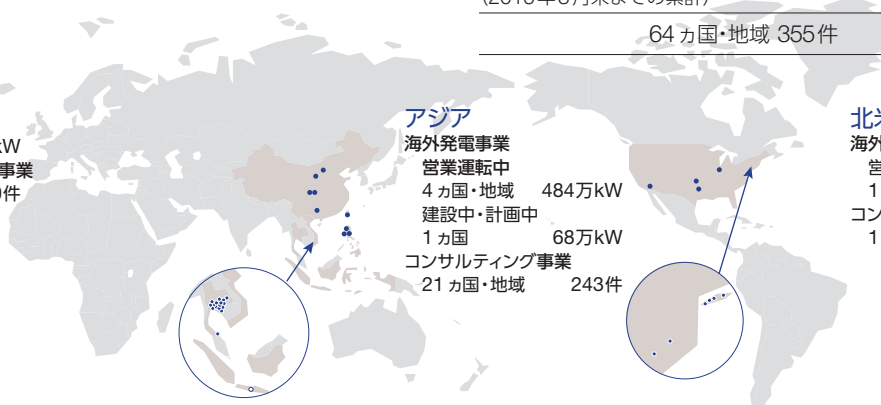 64ヵ国・地域 355件
kW
事業
件
アジア
海外発電事業
営業運転中
4ヵ国・地域 484万kW
建設中・計画中
1ヵ国 68万kW
コンサルティング事業
21ヵ国・地域 243件
北
海外
1
コン
1